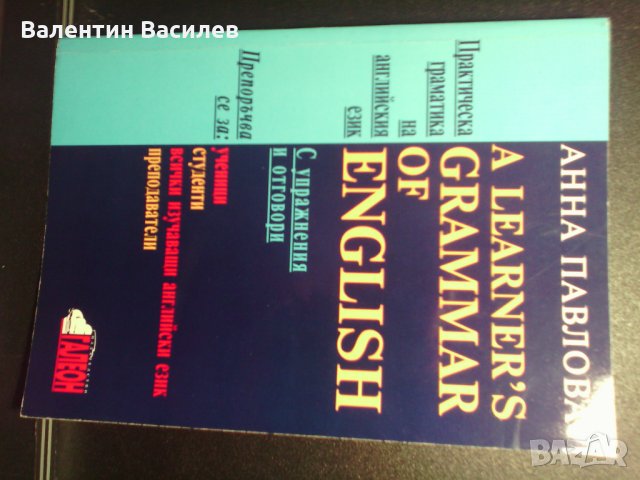 Валентин Василев
АННА ПАВЛОВА
A LEARNER'S
GRAMMAR
OF
ENGLISH
Практическа
граматика
на
английския
език
С упражнения
и отговори
Препоръчва
се за:
ученици
студенти
всички изучаващи английски език
преподаватели
ГАЛЕОН
BAZAR